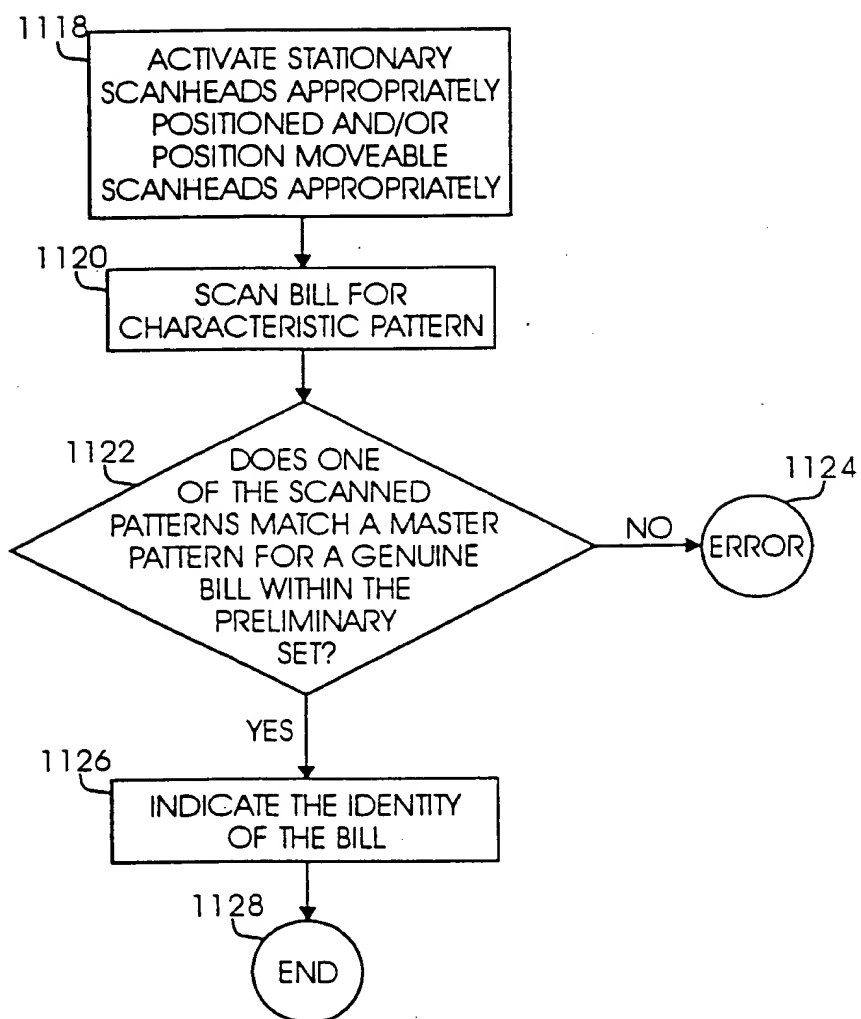 1118
ACTIVATE STATIONARY
SCANHEADS APPROPRIATELY
POSITIONED AND/OR
POSITION MOVEABLE
SCANHEADS APPROPRIATELY
1120
SCAN BILL FOR
CHARACTERISTIC PATTERN
1122
DOES ONE
OF THE SCANNED
PATTERNS MATCH A MASTER
PATTERN FOR A GENUINE
BILL WITHIN THE
PRELIMINARY
SET?
NO
1124
ERROR
YES
1126
INDICATE THE IDENTITY
OF THE BILL
1128
END